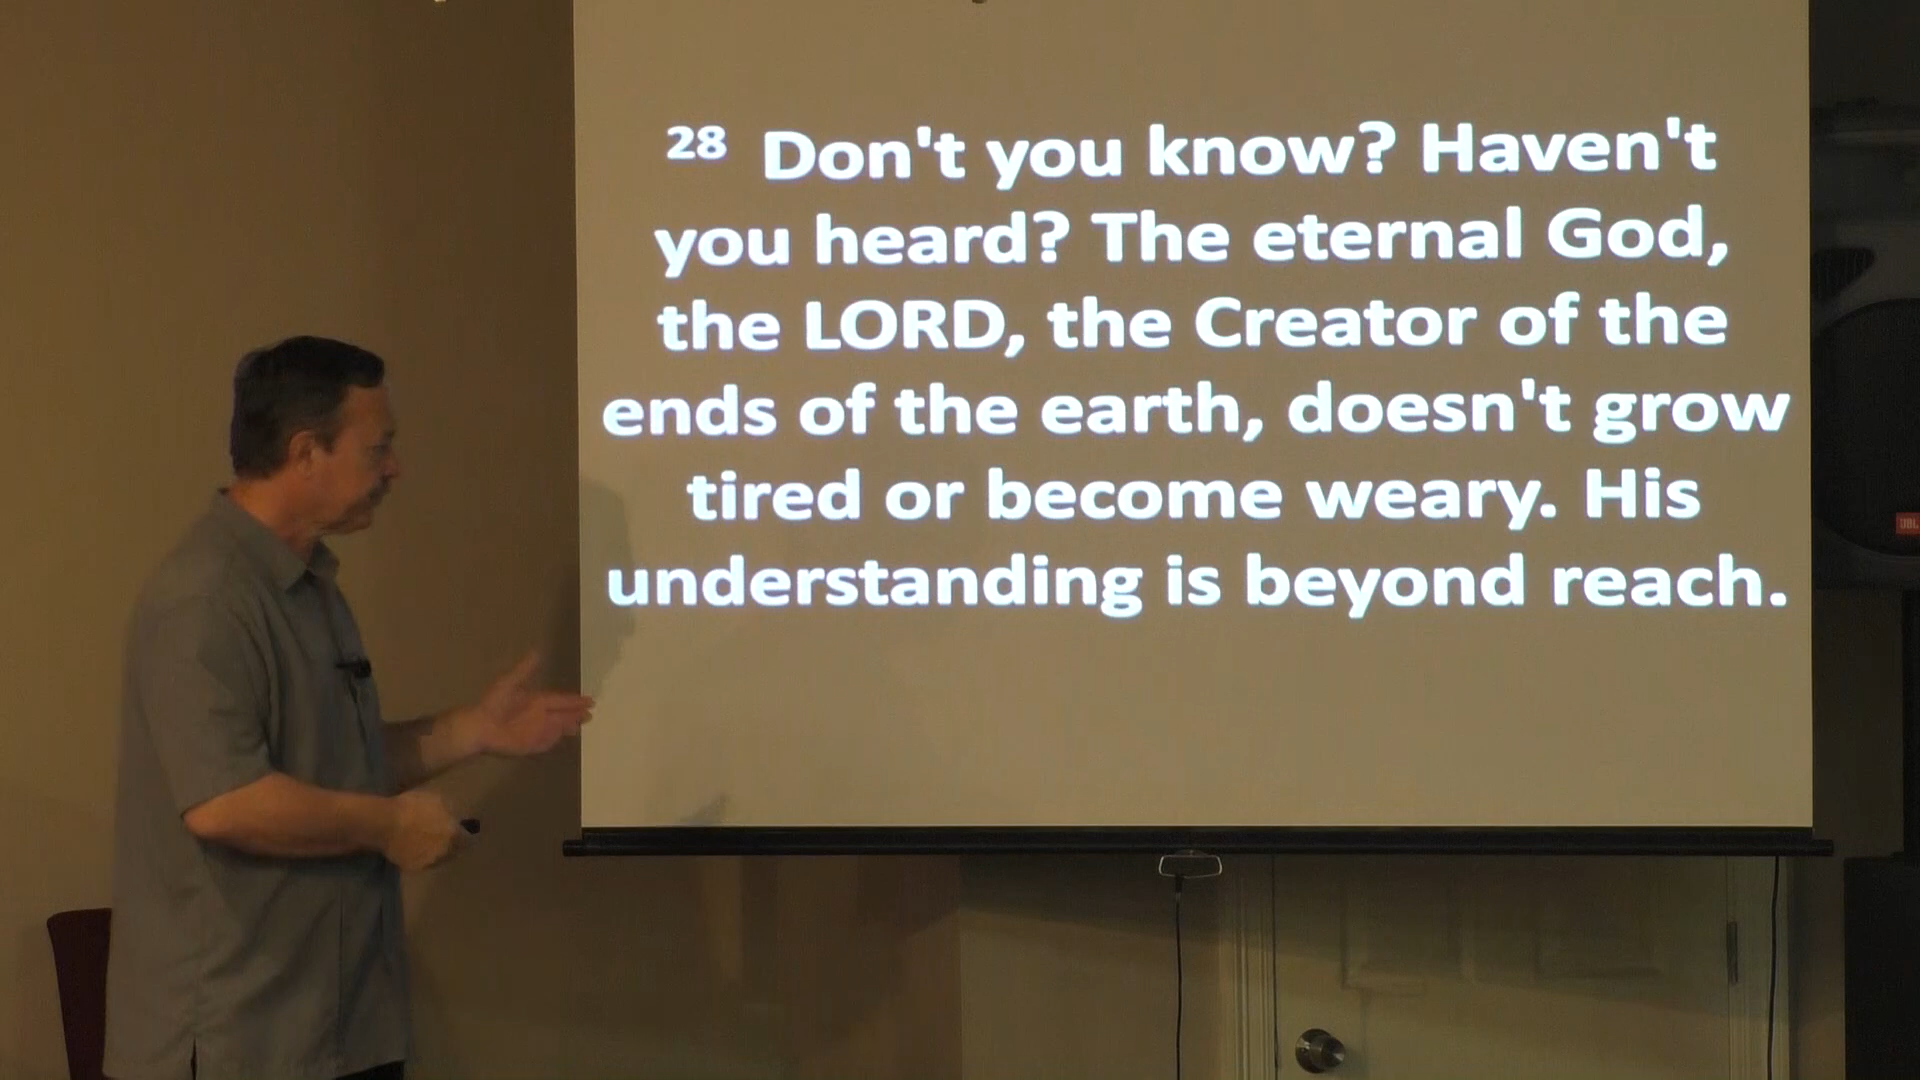 28 Don't you know? Haven't
you heard? The eternal God,
the LORD, the Creator of the
ends of the earth, doesn't grow
tired or become weary. His
understanding is beyond reach.
JBL